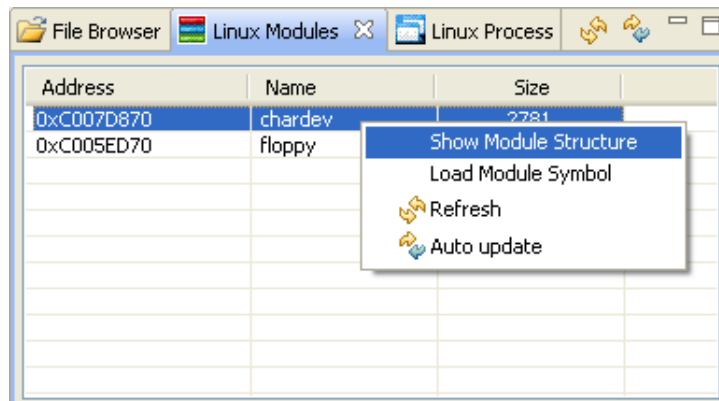 File Browser Linux Modules Linux Process
Address Name Size
0xC007D870 chardev 2781
0xC005ED70 floppy
Show Module Structure
Load Module Symbol
Refresh
Auto update